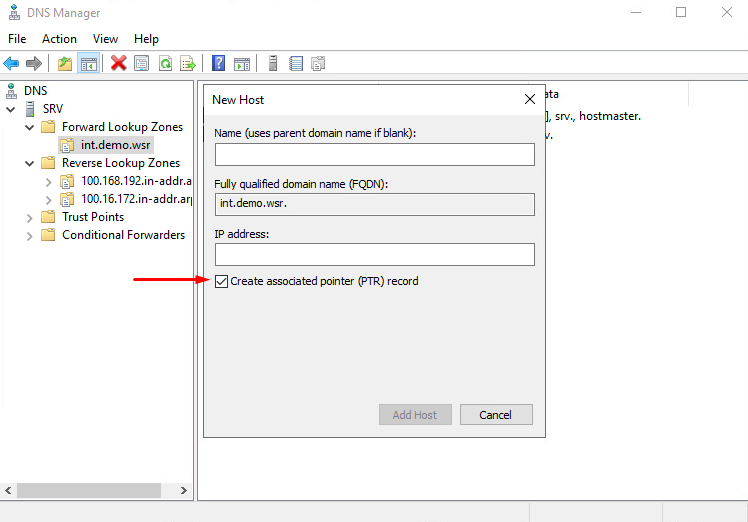 DNS Manager
File Action View Help
DNS
SRV
Forward Lookup Zones
int.demo.wsr
Reverse Lookup Zones
100.168.192.in-addr.a
100.16.172.in-addr.arp
Trust Points
Conditional Forwarders
ata
], srv., hostmaster.
v.
New Host
Name (uses parent domain name if blank):
Fully qualified domain name (FQDN):
int.demo.wsr.
IP address:
Create associated pointer (PTR) record
Add Host Cancel